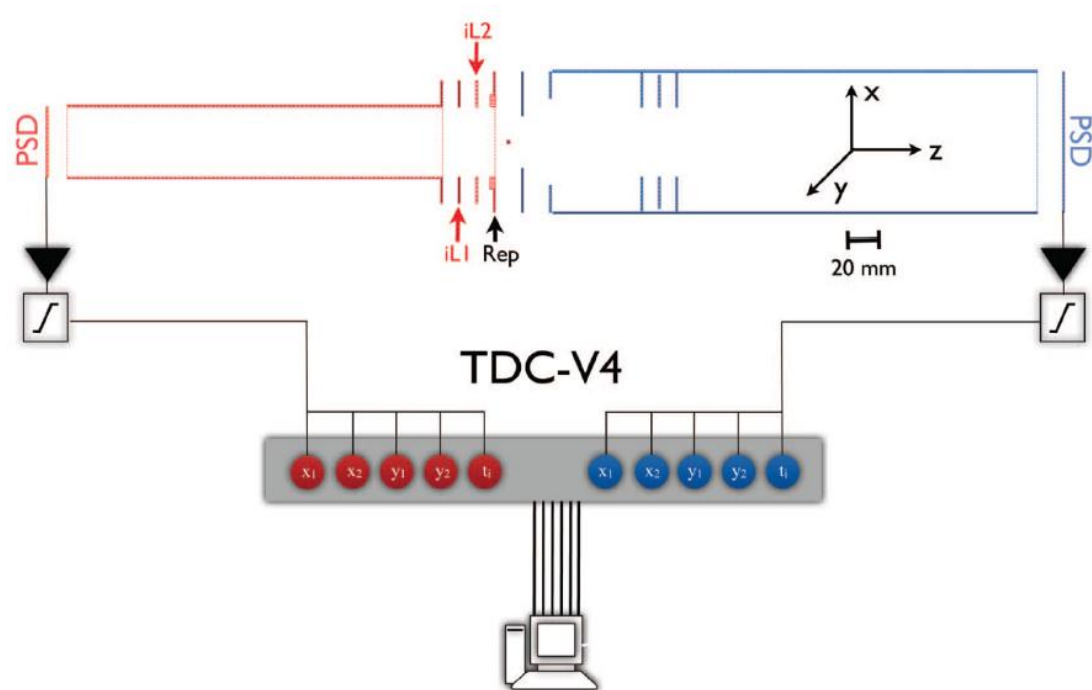 iL2
PSD
x
z
y
PSD
iL1
Rep
20 mm
TDC-V4
x₁ x₂ y₁ y₂ tᵢ x₁ x₂ y₁ y₂ tᵢ